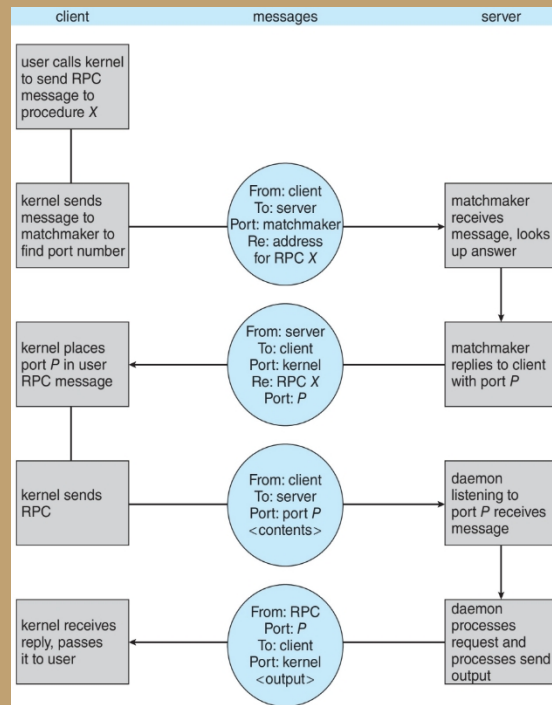 client
messages
server
user calls kernel
to send RPC
message to
procedure X
kernel sends
message to
matchmaker to
find port number
From: client
To: server
Port: matchmaker
Re: address
for RPC X
matchmaker
receives
message, looks
up answer
kernel places
port P in user
RPC message
From: server
To: client
Port: kernel
Re: RPC X
Port: P
matchmaker
replies to client
with port P
kernel sends
RPC
From: client
To: server
Port: port P
<contents>
daemon
listening to
port P receives
message
kernel receives
reply, passes
it to user
From: RPC
Port: P
To: client
Port: kernel
<output>
daemon
processes
request and
processes send
output